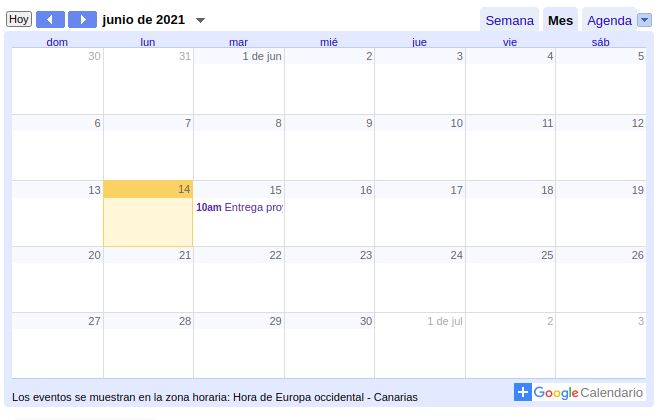 Hoy junio de 2021 Semana Mes Agenda
dom lun mar mié jue vie sáb
30 31 1 de jun 2 3 4 5
6 7 8 9 10 11 12
13 14 15 16 17 18 19
10am Entrega
20 21 22 23 24 25 26
27 28 29 30 1 de jul 2 3
Los eventos se muestran en la zona horaria: Hora de Europa occidental - Canarias
Google Calendario